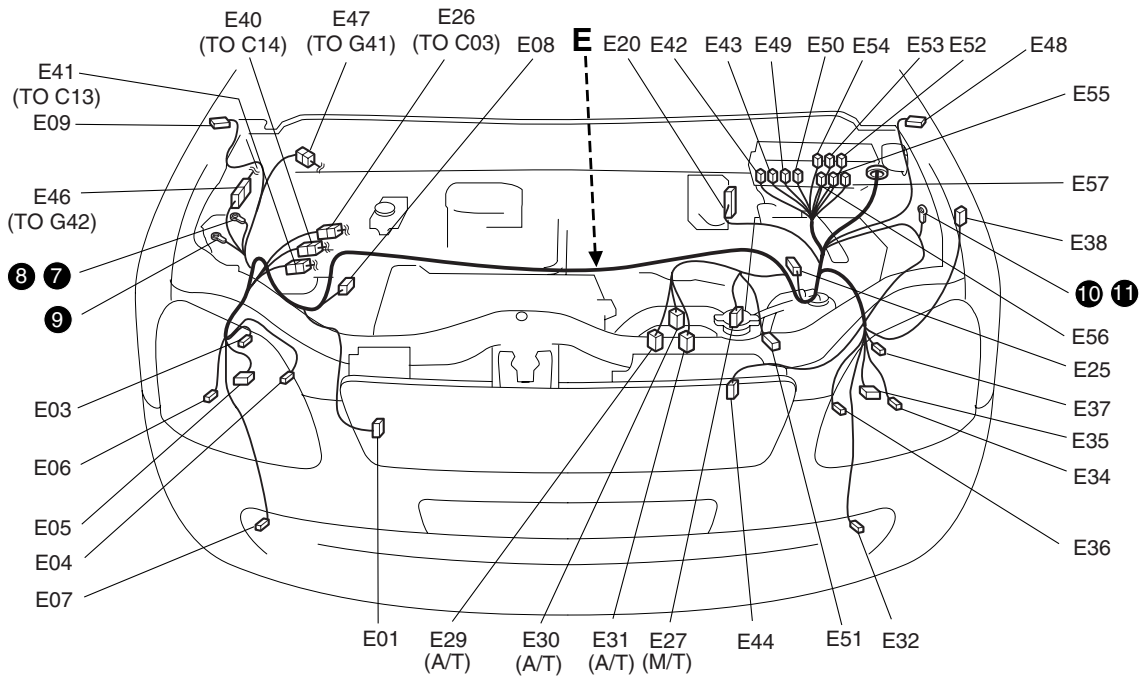 E40
(TO C14)
E47
(TO G41)
E26
(TO C03)
E08
E
E20
E42
E43
E49
E50
E54
E53
E52
E48
E41
(TO C13)
E09
E55
E46
(TO G42)
E57
E38
8 7
10 11
9
E56
E25
E03
E37
E06
E35
E34
E05
E04
E36
E07
E01
E29
(A/T)
E30
(A/T)
E31
(A/T)
E27
(M/T)
E44
E51
E32